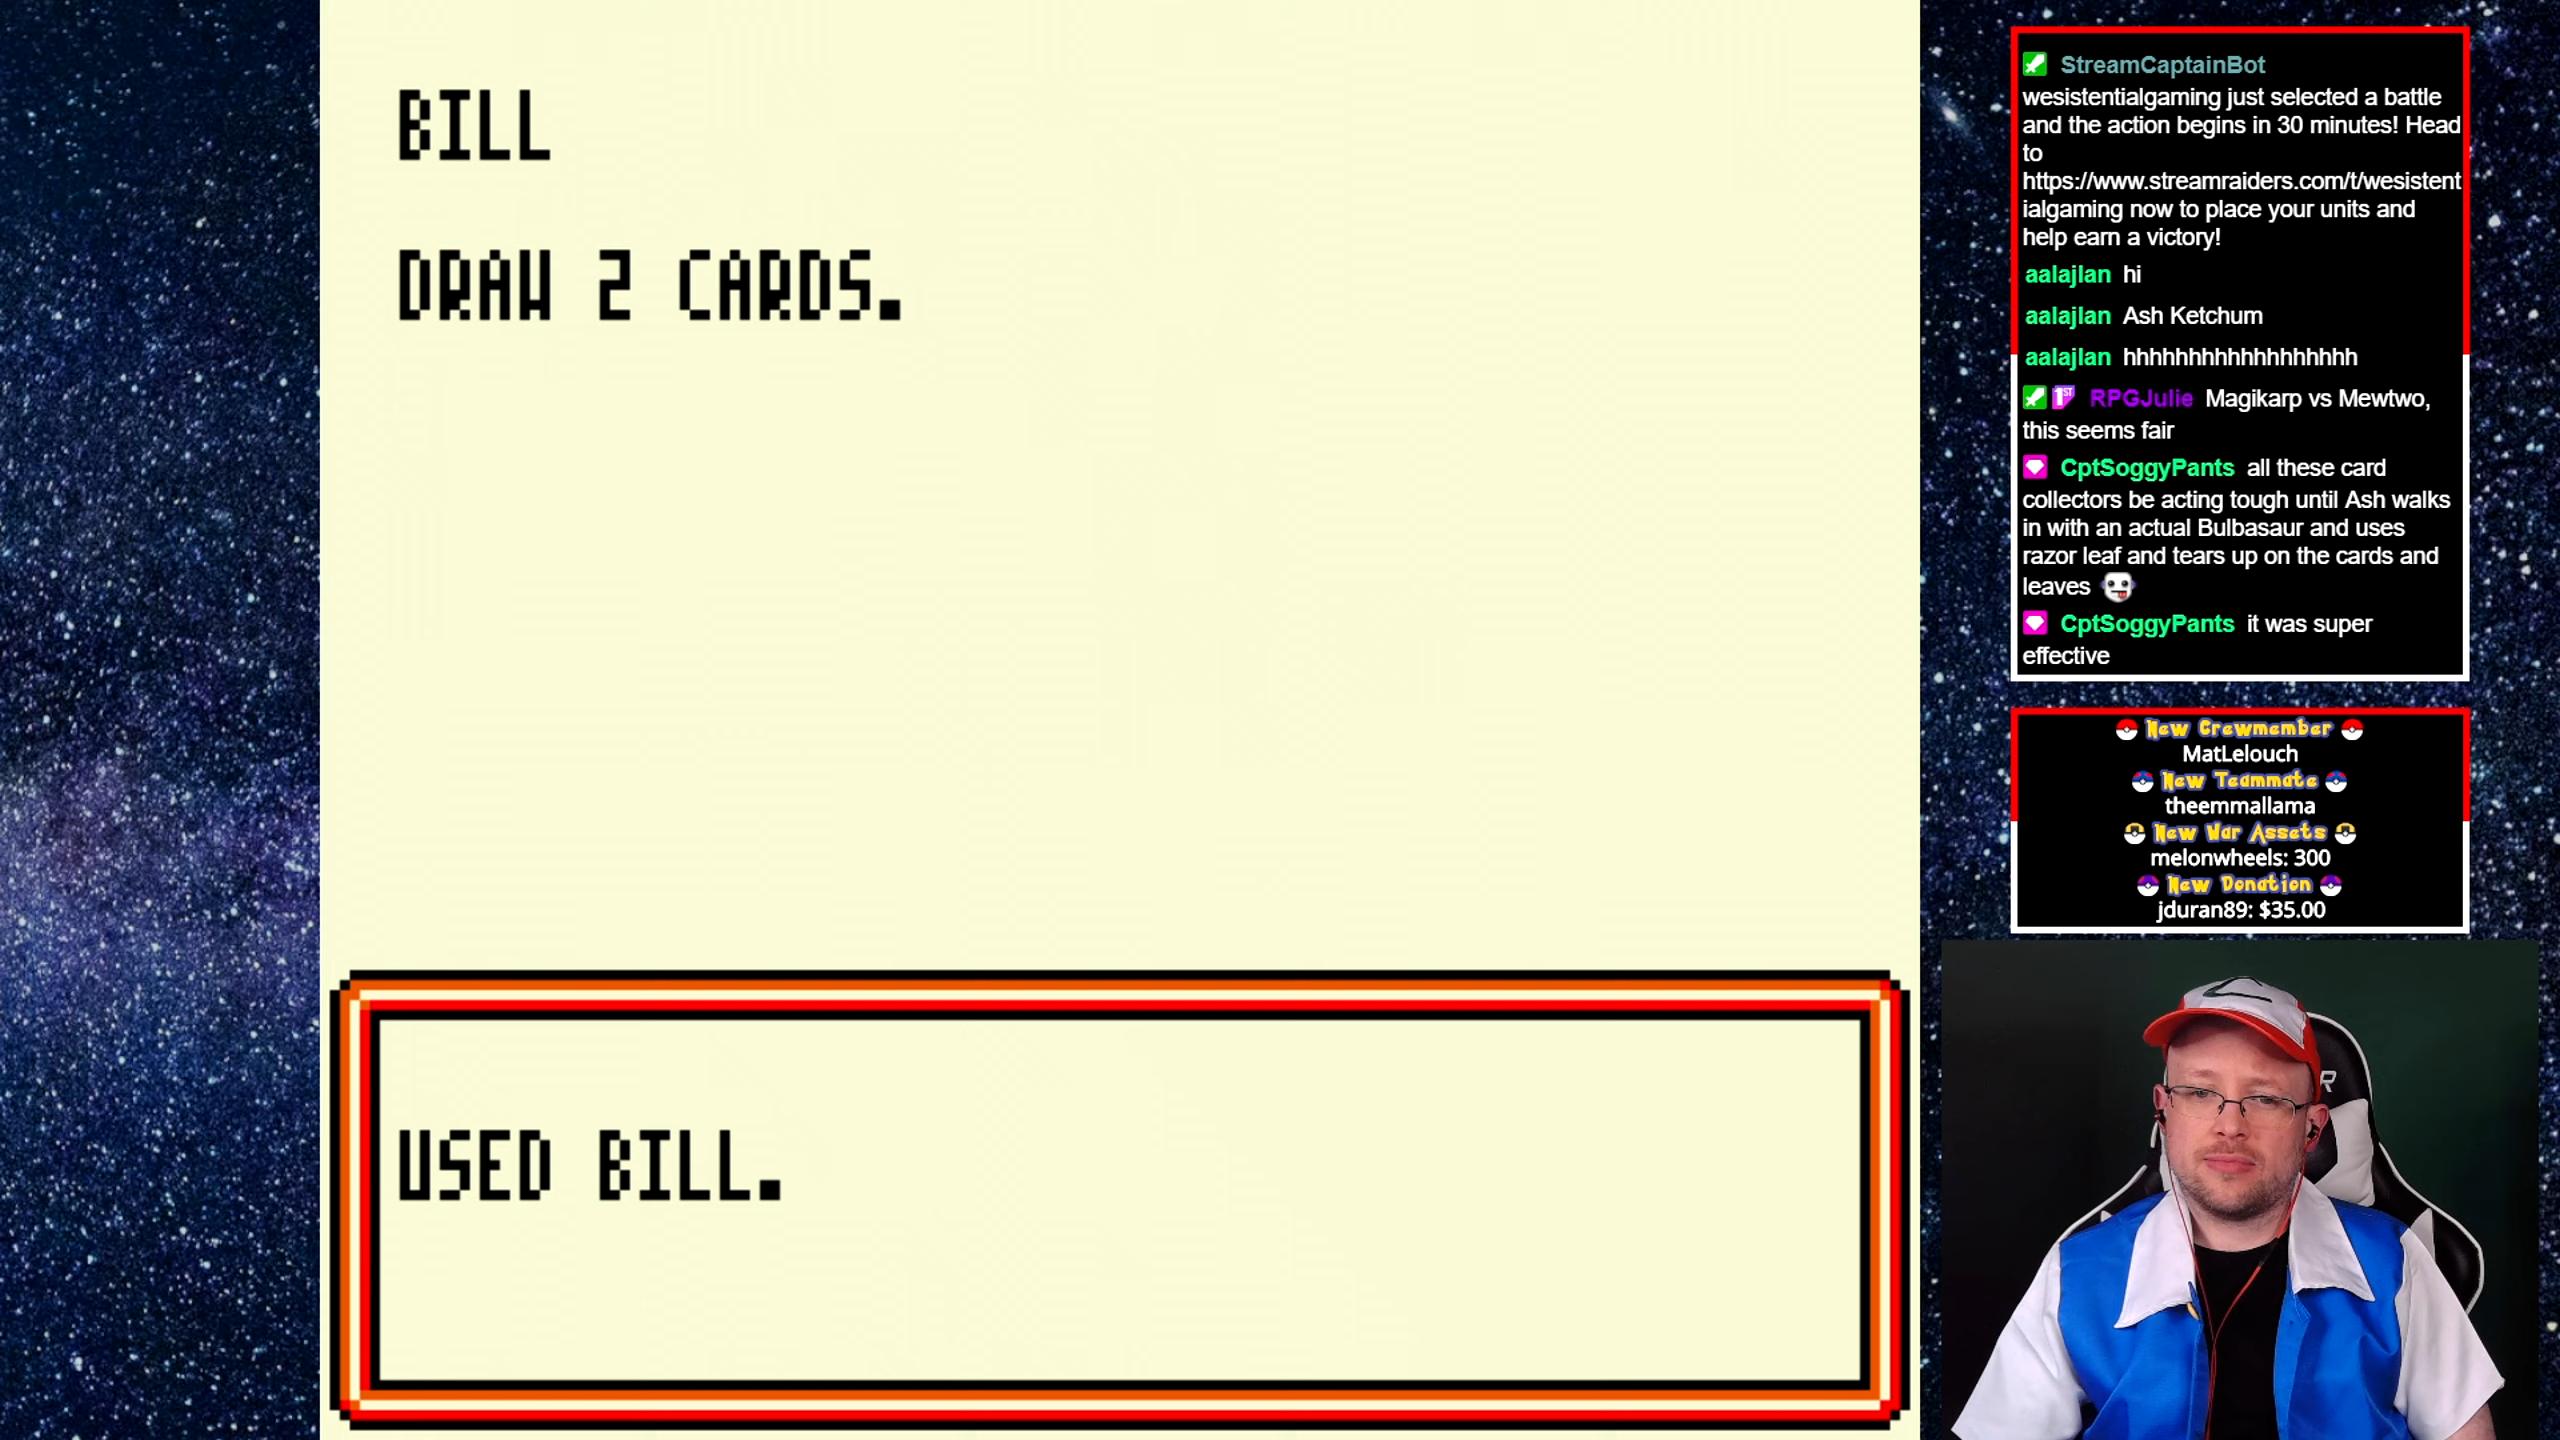 BILL
DRAW 2 CARDS.
USED BILL.
StreamCaptainBot
wesistentialgaming just selected a battle
and the action begins in 30 minutes! Head
to
https://www.streamraiders.com/t/wesistent
ialgaming now to place your units and
help earn a victory!
aalajlan hi
aalajlan Ash Ketchum
aalajlan hhhhhhhhhhhhhhhhhh
1ST RPGJulie Magikarp vs Mewtwo,
this seems fair
CptSoggyPants all these card
collectors be acting tough until Ash walks
in with an actual Bulbasaur and uses
razor leaf and tears up on the cards and
leaves
CptSoggyPants it was super
effective
New Crewmember
MatLelouch
New Teammate
theemmallama
New War Assets
melonwheels: 300
New Donation
jduran89: $35.00
R